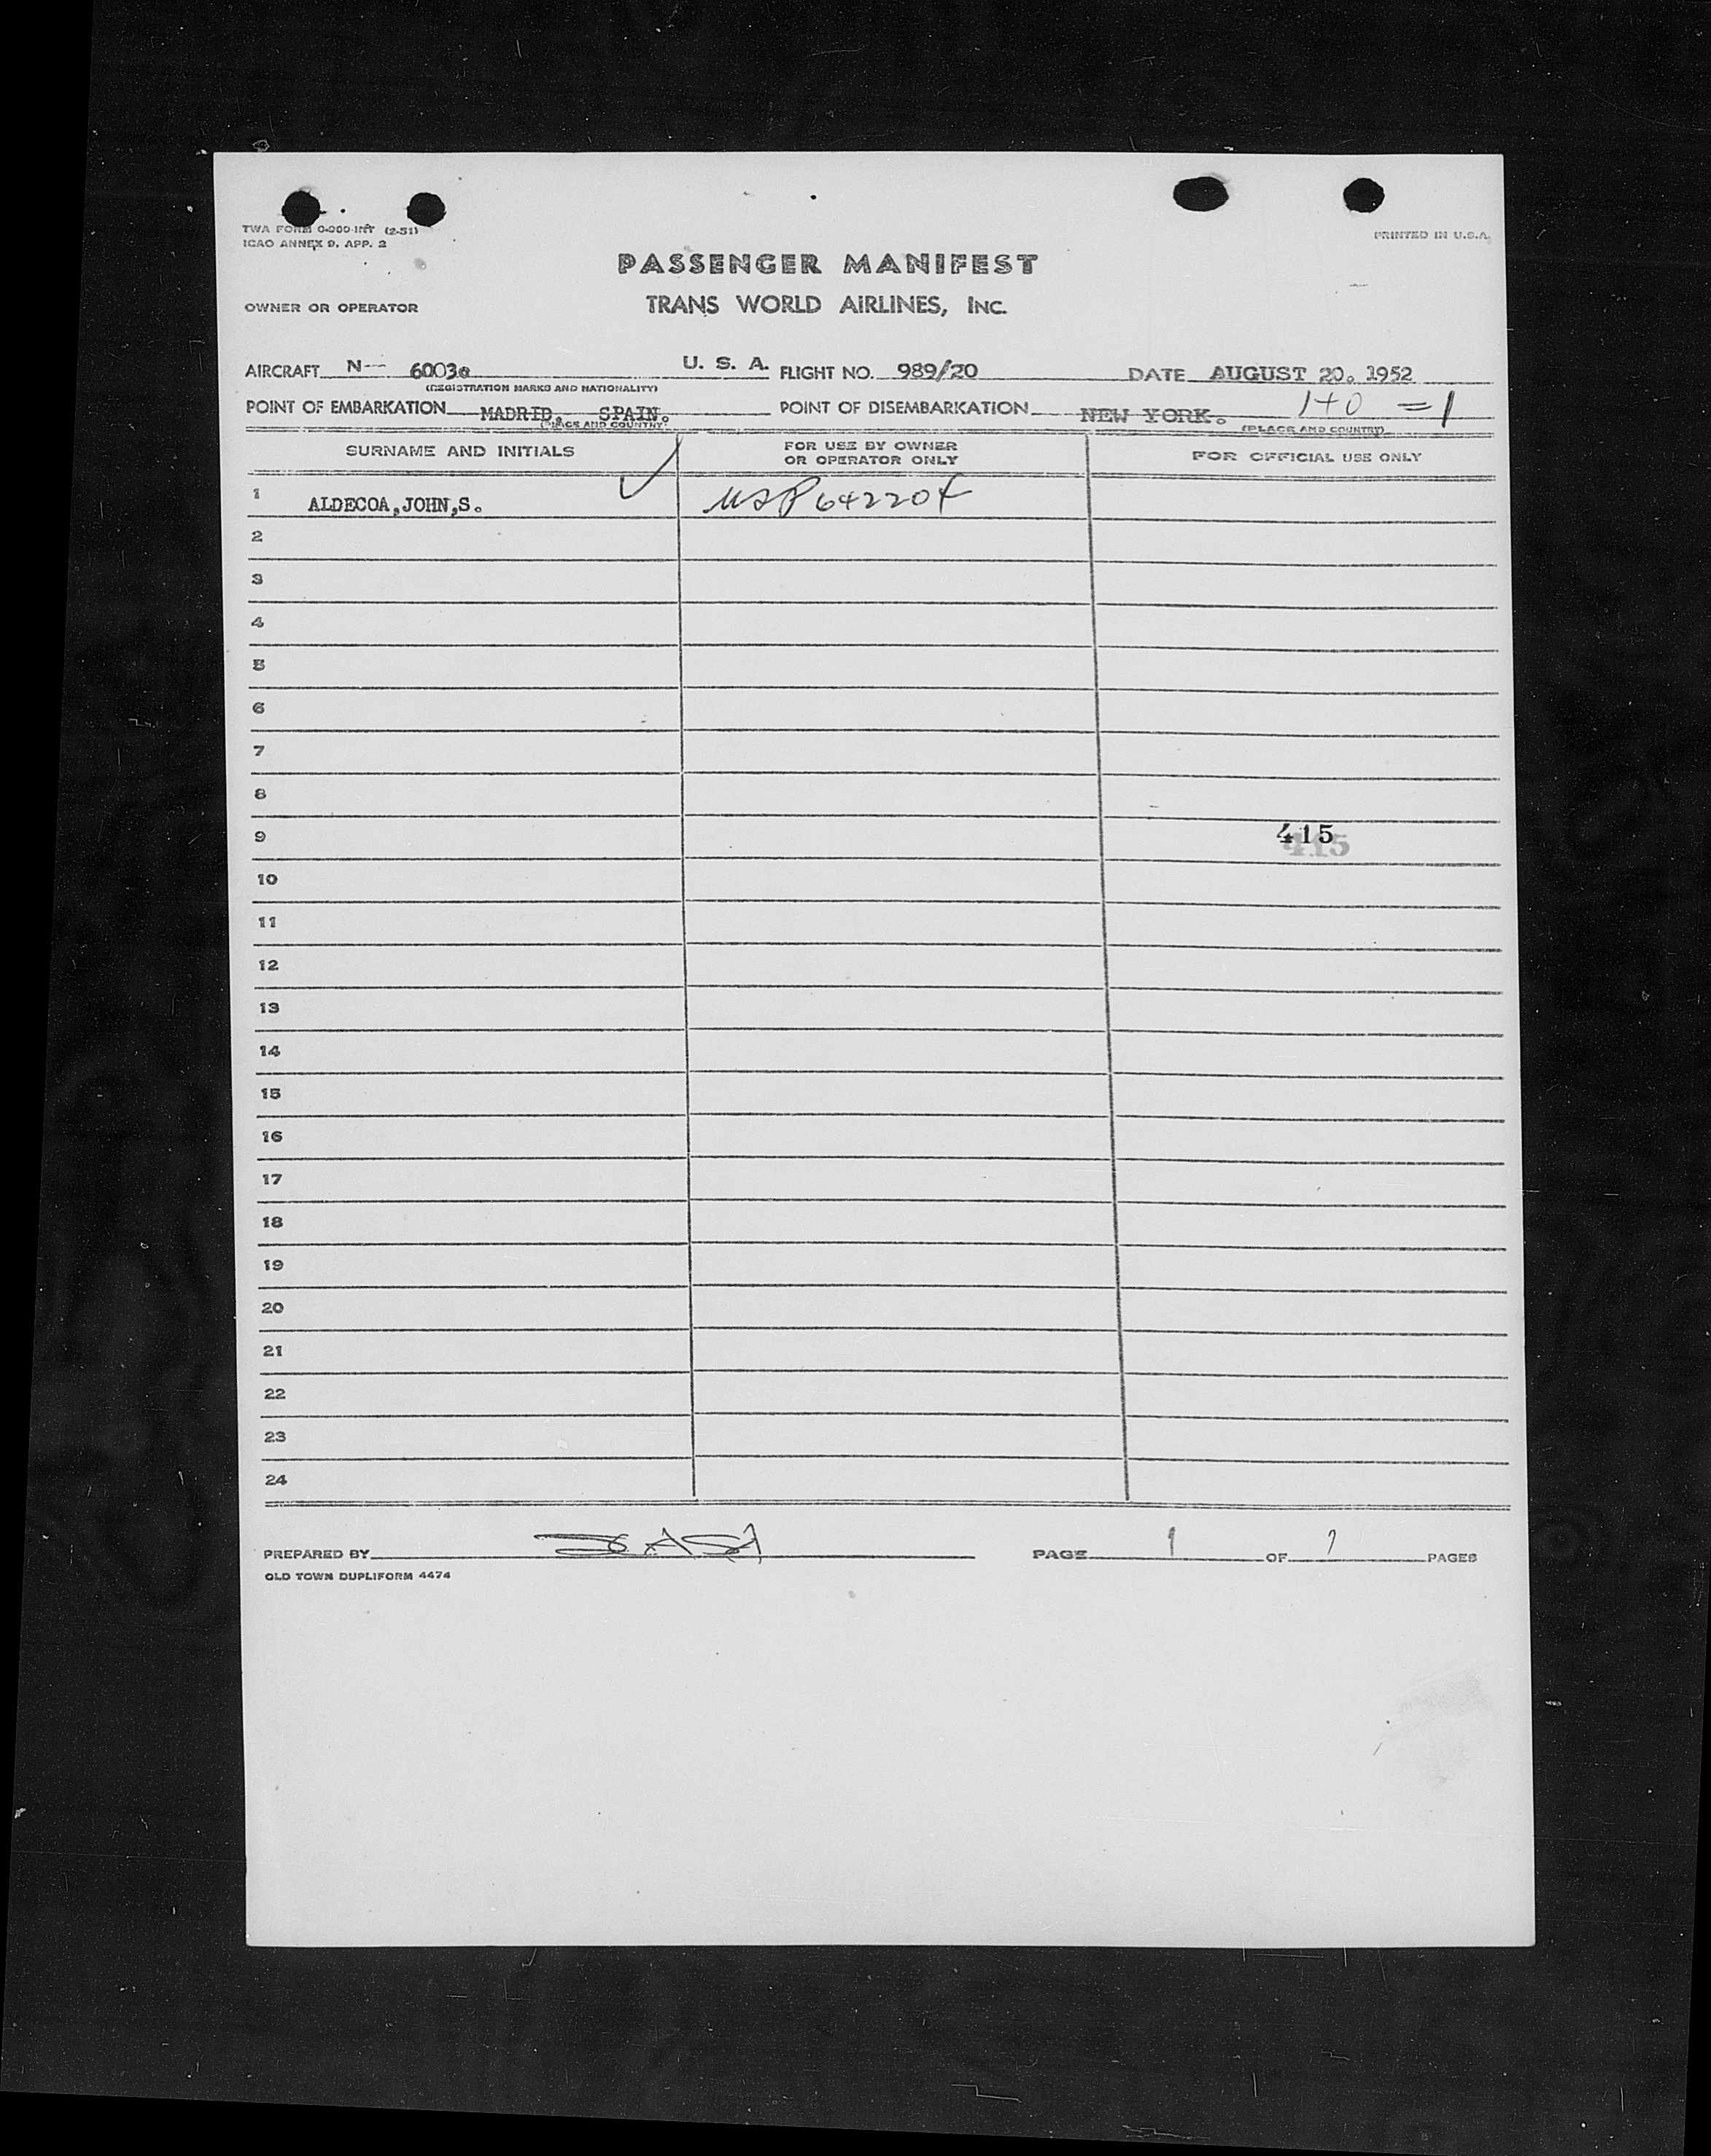 TWA FORM 0-200-INT (2-51)
ICAO ANNEX 9. APP. 2
PRINTED IN U.S.A.
PASSENGER MANIFEST
OWNER OR OPERATOR TRANS WORLD AIRLINES, INC.
AIRCRAFT N-- 6003 U. S. A. FLIGHT NO. 989/20 DATE AUGUST 20. 1952
(REGISTRATION MARKS AND NATIONALITY)
POINT OF EMBARKATION MADRID, SPAIN. POINT OF DISEMBARKATION NEW YORK. 1+0 =1
(PLACE AND COUNTRY) (PLACE AND COUNTRY)
SURNAME AND INITIALS FOR USE BY OWNER OR OPERATOR ONLY FOR OFFICIAL USE ONLY
1 ALDECOA,JOHN,S. USP 642204
2
3
4
5
6
7
8
9 415
10
11
12
13
14
15
16
17
18
19
20
21
22
23
24
PREPARED BY PAGE 1 OF 1 PAGES
OLD TOWN DUPLIFORM 4474